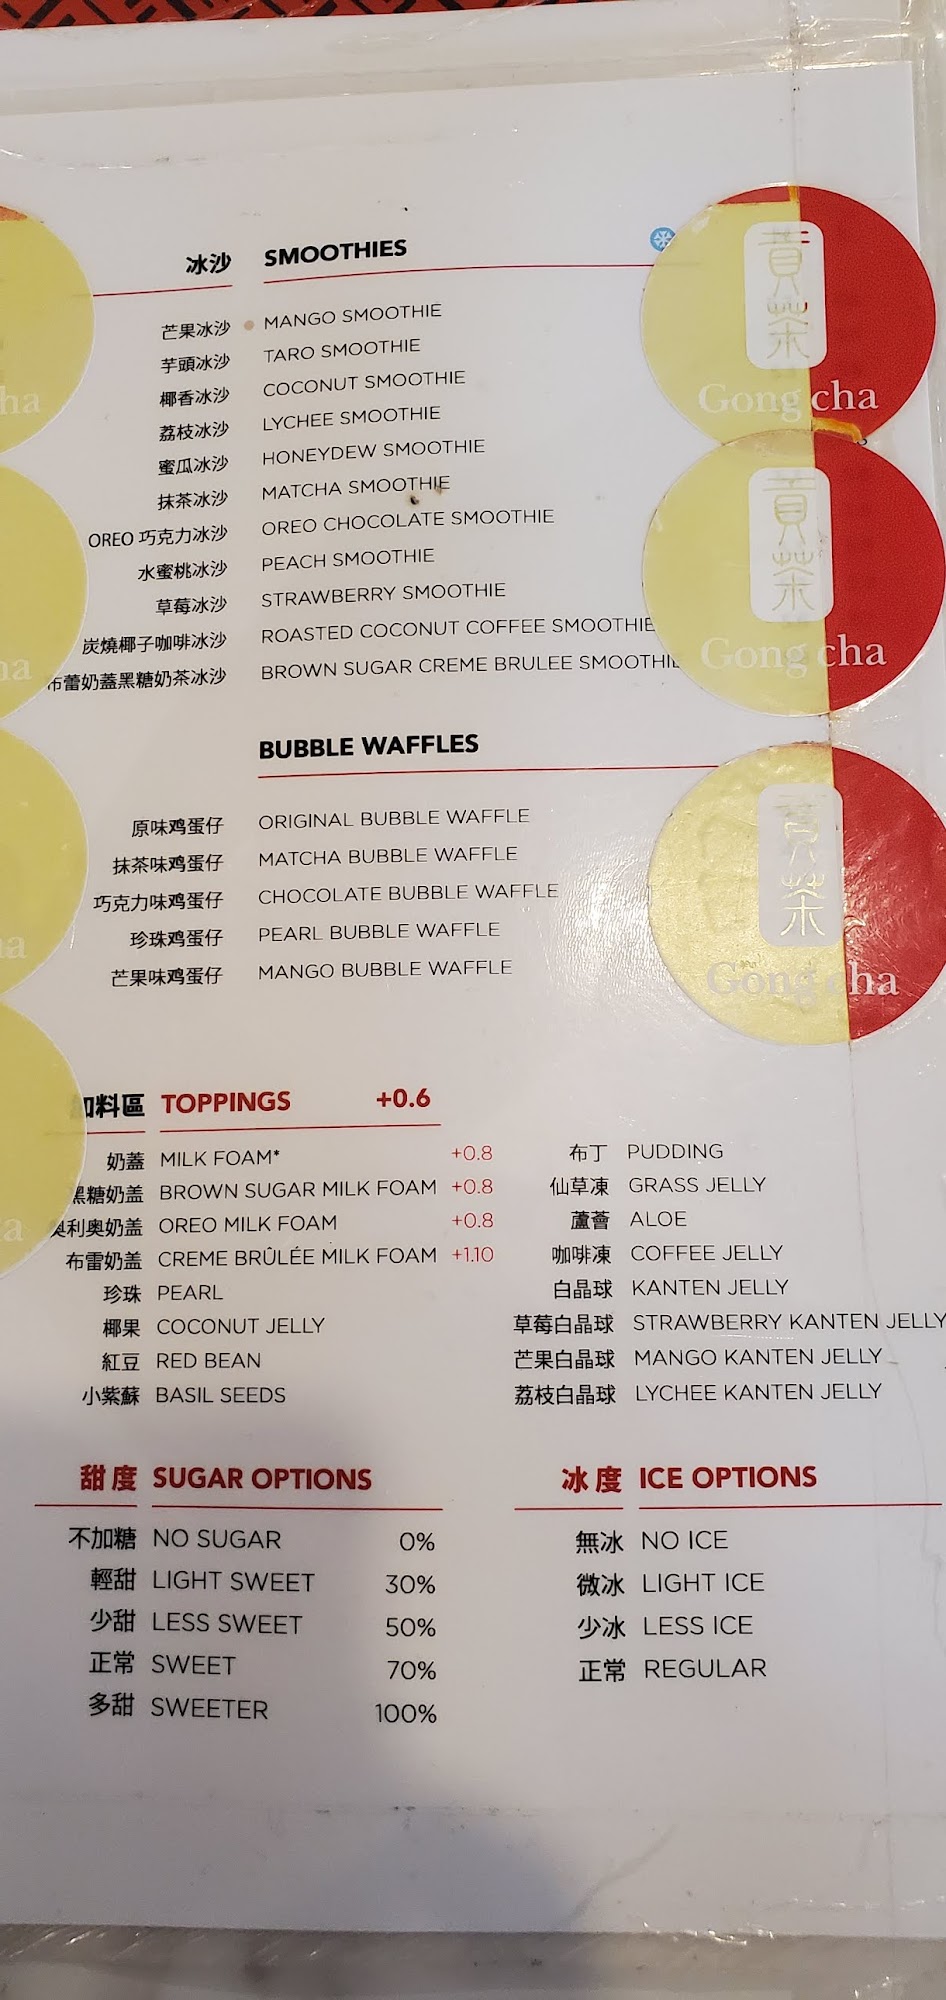 冰沙 SMOOTHIES
芒果冰沙 MANGO SMOOTHIE
芋頭冰沙 TARO SMOOTHIE
椰香冰沙 COCONUT SMOOTHIE
荔枝冰沙 LYCHEE SMOOTHIE
蜜瓜冰沙 HONEYDEW SMOOTHIE
抹茶冰沙 MATCHA SMOOTHIE
OREO 巧克力冰沙 OREO CHOCOLATE SMOOTHIE
水蜜桃冰沙 PEACH SMOOTHIE
草莓冰沙 STRAWBERRY SMOOTHIE
炭燒椰子咖啡冰沙 ROASTED COCONUT COFFEE SMOOTHIE
布蕾奶蓋黑糖奶茶冰沙 BROWN SUGAR CREME BRULEE SMOOTHIE
貢茶
Gong cha
貢茶
Gong cha
BUBBLE WAFFLES
原味鸡蛋仔 ORIGINAL BUBBLE WAFFLE
抹茶味鸡蛋仔 MATCHA BUBBLE WAFFLE
巧克力味鸡蛋仔 CHOCOLATE BUBBLE WAFFLE
珍珠鸡蛋仔 PEARL BUBBLE WAFFLE
芒果味鸡蛋仔 MANGO BUBBLE WAFFLE
貢茶
Gong cha
ha
na
na
a
加料區 TOPPINGS +0.6
奶蓋 MILK FOAM* +0.8
黑糖奶盖 BROWN SUGAR MILK FOAM +0.8
奥利奥奶盖 OREO MILK FOAM +0.8
布雷奶盖 CREME BRÛLÉE MILK FOAM +1.10
珍珠 PEARL
椰果 COCONUT JELLY
紅豆 RED BEAN
小紫蘇 BASIL SEEDS
布丁 PUDDING
仙草凍 GRASS JELLY
蘆薈 ALOE
咖啡凍 COFFEE JELLY
白晶球 KANTEN JELLY
草莓白晶球 STRAWBERRY KANTEN JELLY
芒果白晶球 MANGO KANTEN JELLY
荔枝白晶球 LYCHEE KANTEN JELLY
甜度 SUGAR OPTIONS
不加糖 NO SUGAR 0%
輕甜 LIGHT SWEET 30%
少甜 LESS SWEET 50%
正常 SWEET 70%
多甜 SWEETER 100%
冰度 ICE OPTIONS
無冰 NO ICE
微冰 LIGHT ICE
少冰 LESS ICE
正常 REGULAR